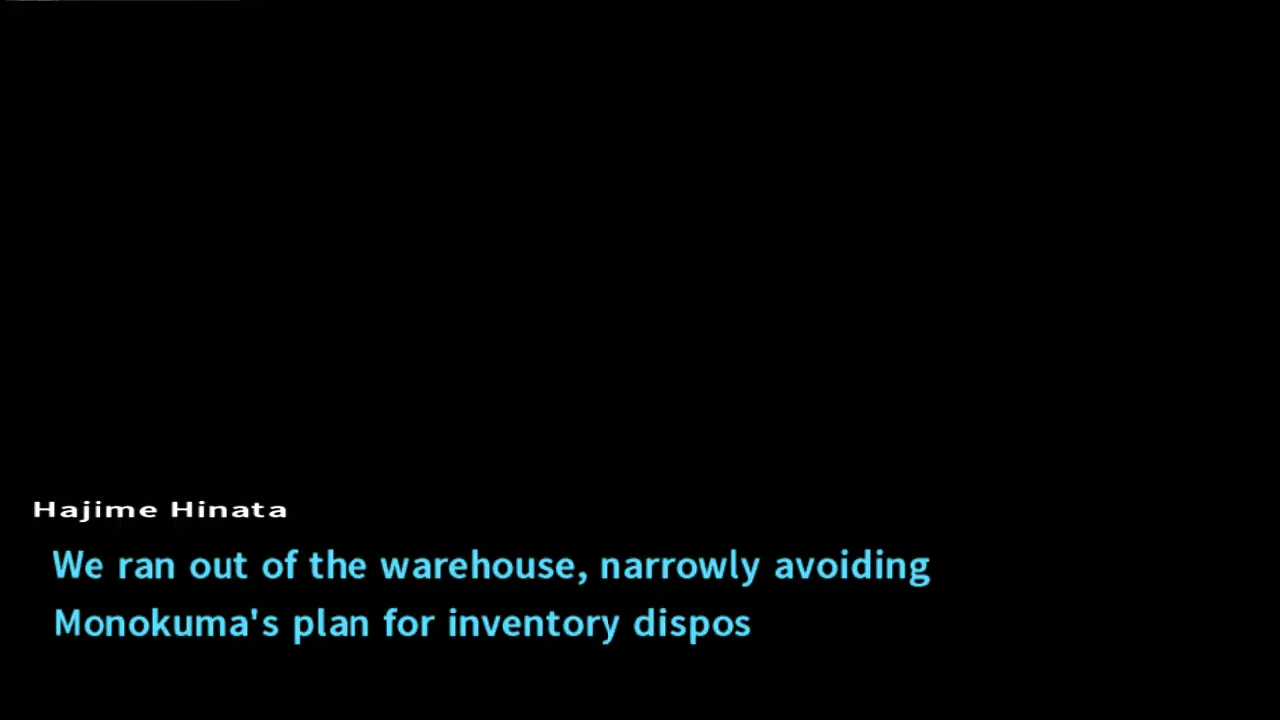 Hajime Hinata
We ran out of the warehouse, narrowly avoiding
Monokuma's plan for inventory dispos